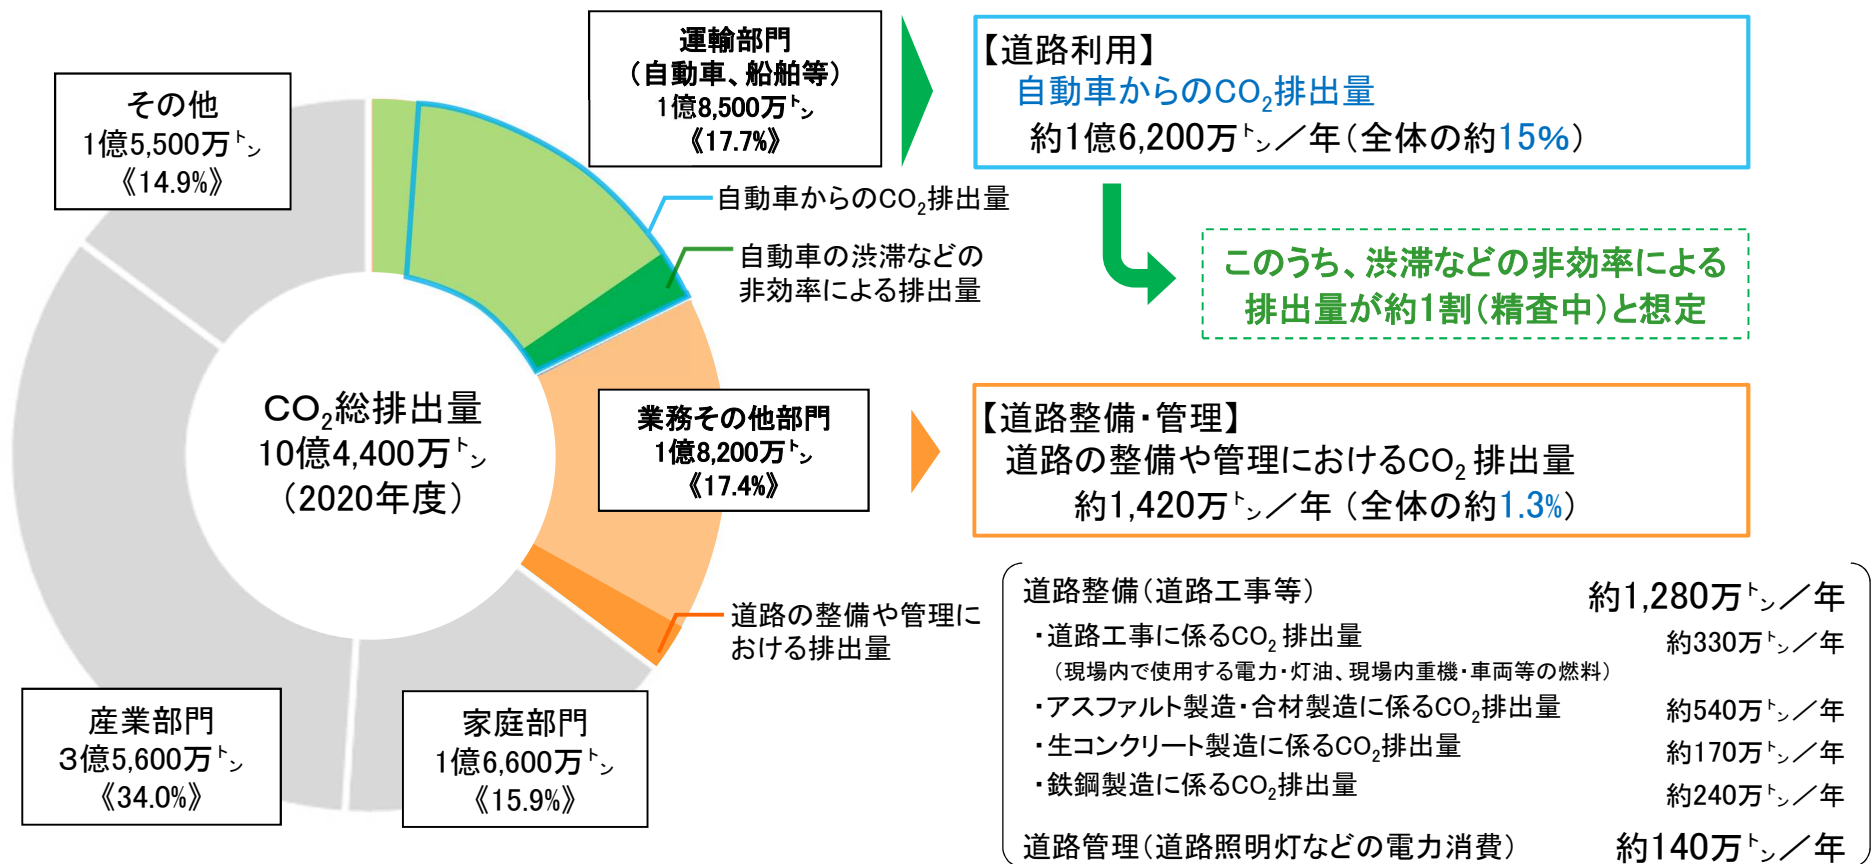 運輸部門
（自動車、船舶等）
1億8,500万㌧
《17.7%》
その他
1億5,500万㌧
《14.9%》
自動車からのCO₂排出量
自動車の渋滞などの
非効率による排出量
CO₂総排出量
10億4,400万㌧
（2020年度）
業務その他部門
1億8,200万㌧
《17.4%》
道路の整備や管理に
おける排出量
産業部門
３億5,600万㌧
《34.0%》
家庭部門
1億6,600万㌧
《15.9%》
【道路利用】
自動車からのCO₂排出量
約1億6,200万㌧／年（全体の約15%）
このうち、渋滞などの非効率による
排出量が約1割（精査中）と想定
【道路整備・管理】
道路の整備や管理におけるCO₂排出量
約1,420万㌧／年（全体の約1.3%）
道路整備（道路工事等） 約1,280万㌧／年
・道路工事に係るCO₂排出量 約330万㌧／年
（現場内で使用する電力・灯油、現場内重機・車両等の燃料）
・アスファルト製造・合材製造に係るCO₂排出量 約540万㌧／年
・生コンクリート製造に係るCO₂排出量 約170万㌧／年
・鉄鋼製造に係るCO₂排出量 約240万㌧／年
道路管理（道路照明灯などの電力消費） 約140万㌧／年